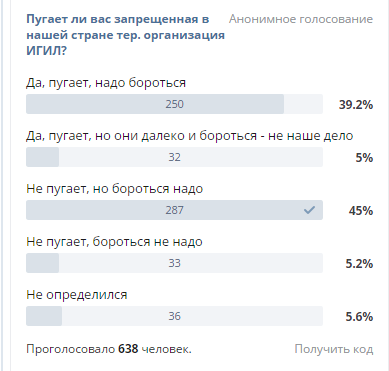 Пугает ли вас запрещенная в
нашей стране тер. организация
ИГИЛ?
Анонимное голосование
Да, пугает, надо бороться
250
39.2%
Да, пугает, но они далеко и бороться - не наше дело
32
5%
Не пугает, но бороться надо
287
45%
Не пугает, бороться не надо
33
5.2%
Не определился
36
5.6%
Проголосовало 638 человек.
Получить код